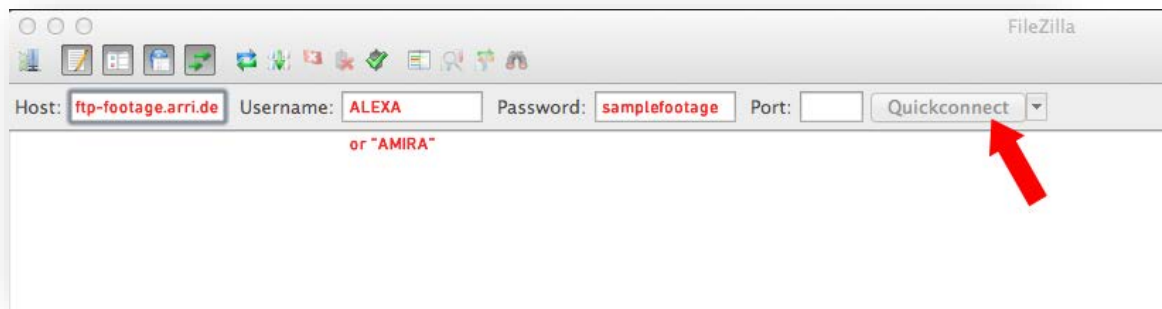 FileZilla
Host: ftp-footage.arri.de Username: ALEXA Password: samplefootage Port: Quickconnect
or "AMIRA"